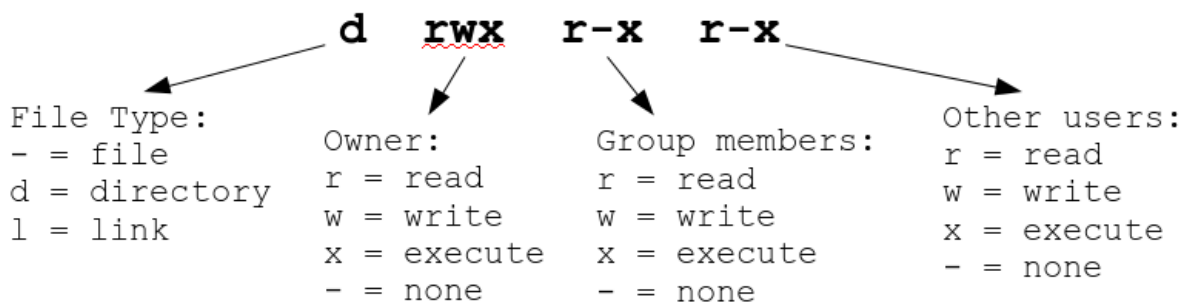 d rwx r-x r-x
File Type:
- = file
d = directory
l = link
Owner:
r = read
w = write
x = execute
- = none
Group members:
r = read
w = write
x = execute
- = none
Other users:
r = read
w = write
x = execute
- = none